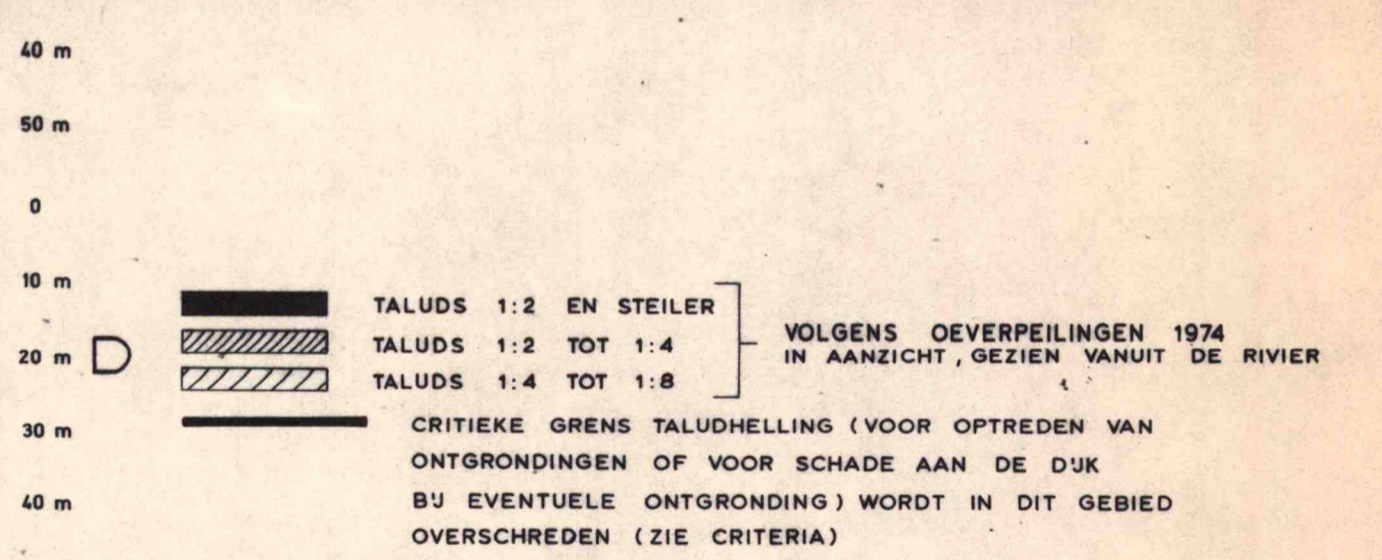 40 m
50 m
0
10 m
20 m
30 m
40 m
D
TALUDS 1:2 EN STEILER
TALUDS 1:2 TOT 1:4
TALUDS 1:4 TOT 1:8
VOLGENS OEVERPEILINGEN 1974
IN AANZICHT, GEZIEN VANUIT DE RIVIER
CRITIEKE GRENS TALUDHELLING (VOOR OPTREDEN VAN
ONTGRONDINGEN OF VOOR SCHADE AAN DE DIJK
BIJ EVENTUELE ONTGRONDING) WORDT IN DIT GEBIED
OVERSCHREDEN (ZIE CRITERIA)